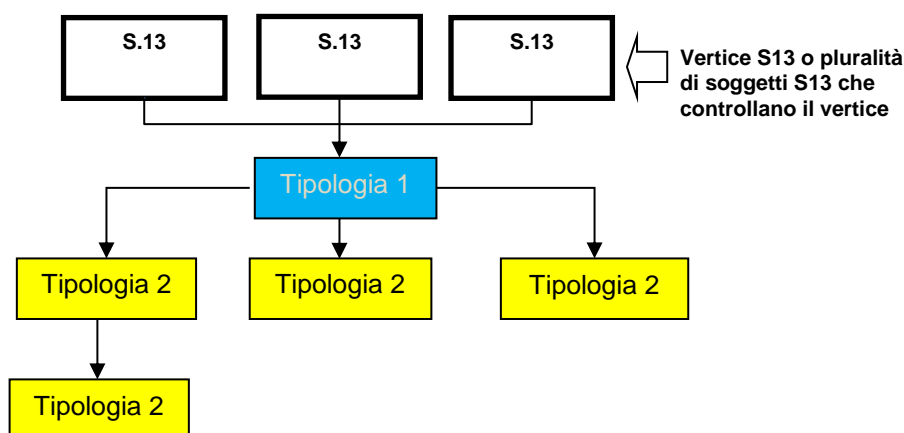 S.13
S.13
S.13
Vertice S13 o pluralità
di soggetti S13 che
controllano il vertice
Tipologia 1
Tipologia 2
Tipologia 2
Tipologia 2
Tipologia 2